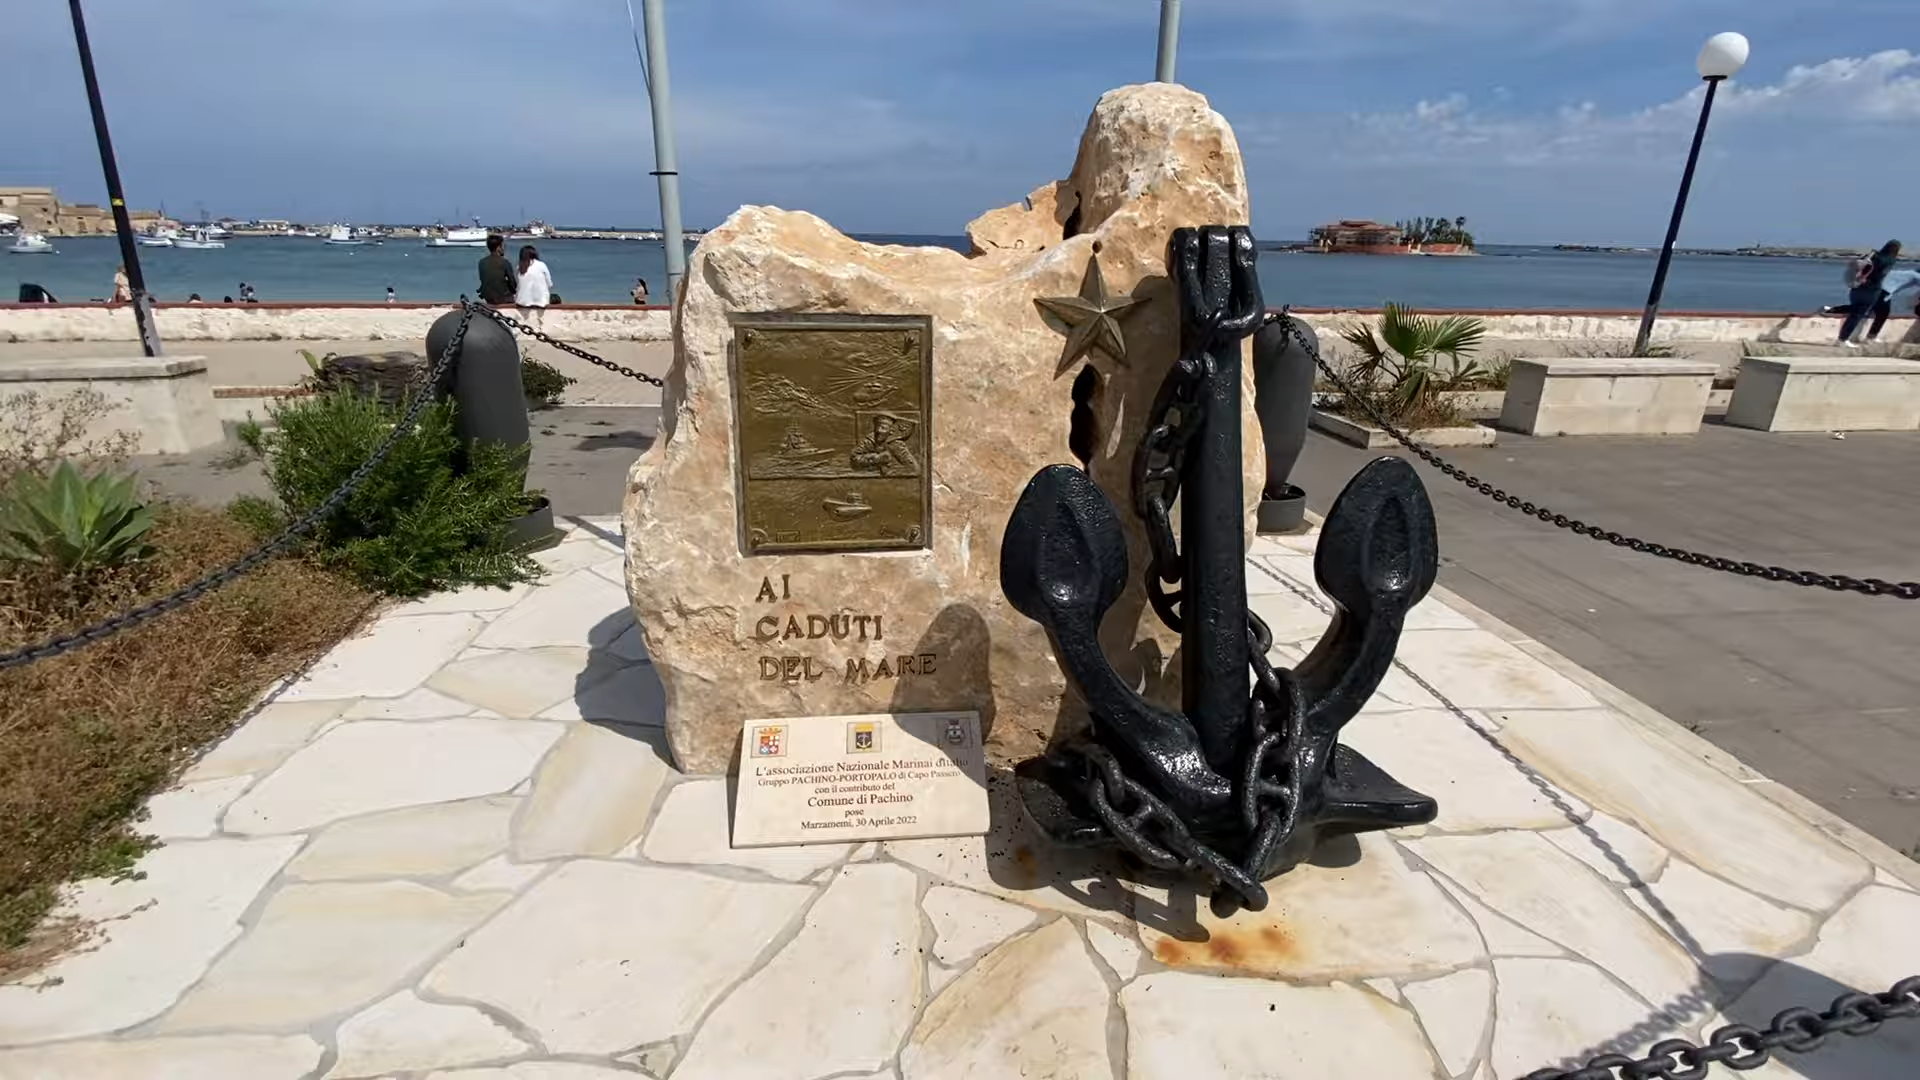 AI
CADUTI
DEL MARE
L'associazione Nazionale Marinai d'Italia
Gruppo PACHINO-PORTOPALO di Capo Passero
con il contributo del
Comune di Pachino
pose
Marzamemi, 30 Aprile 2022